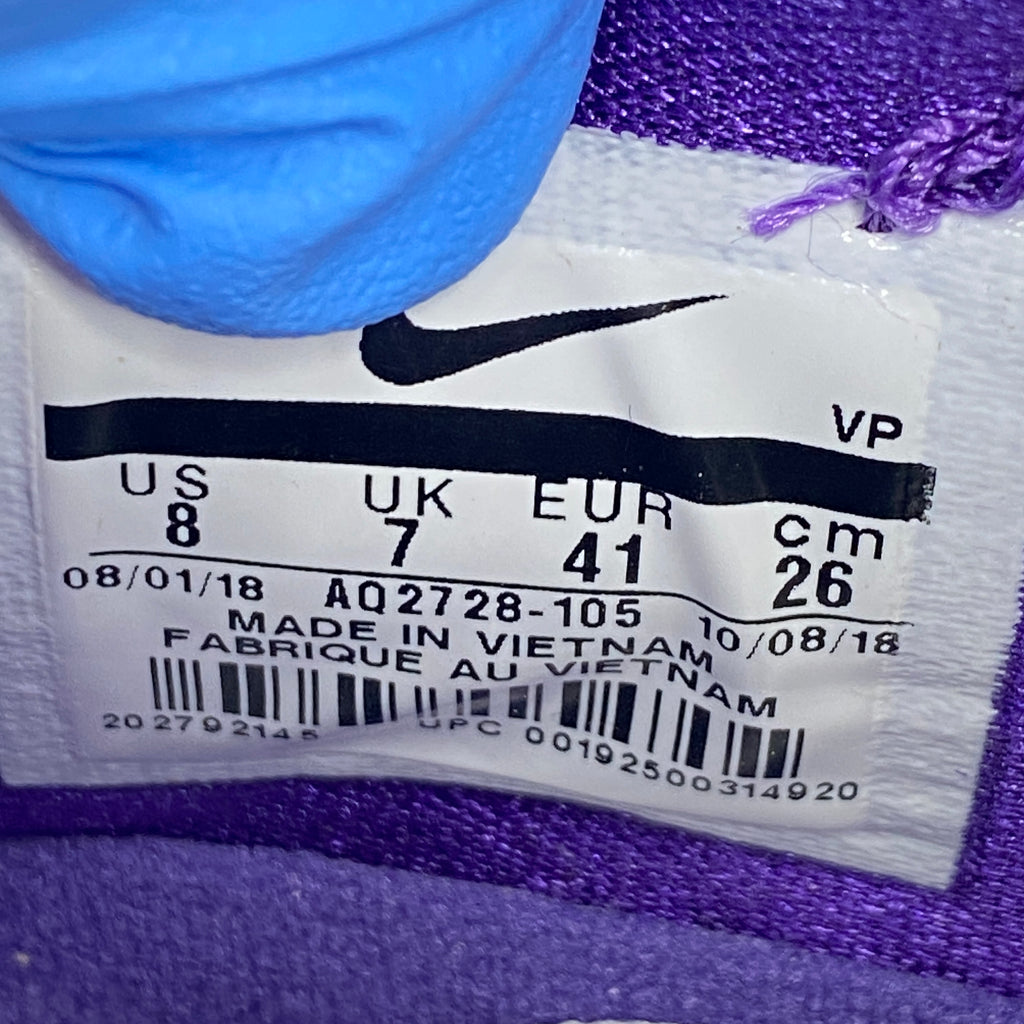 VP
US UK EUR cm
8 7 41 26
08/01/18 AQ2728-105 10/08/18
MADE IN VIETNAM
FABRIQUE AU VIETNAM
202792145 UPC 00192500314920